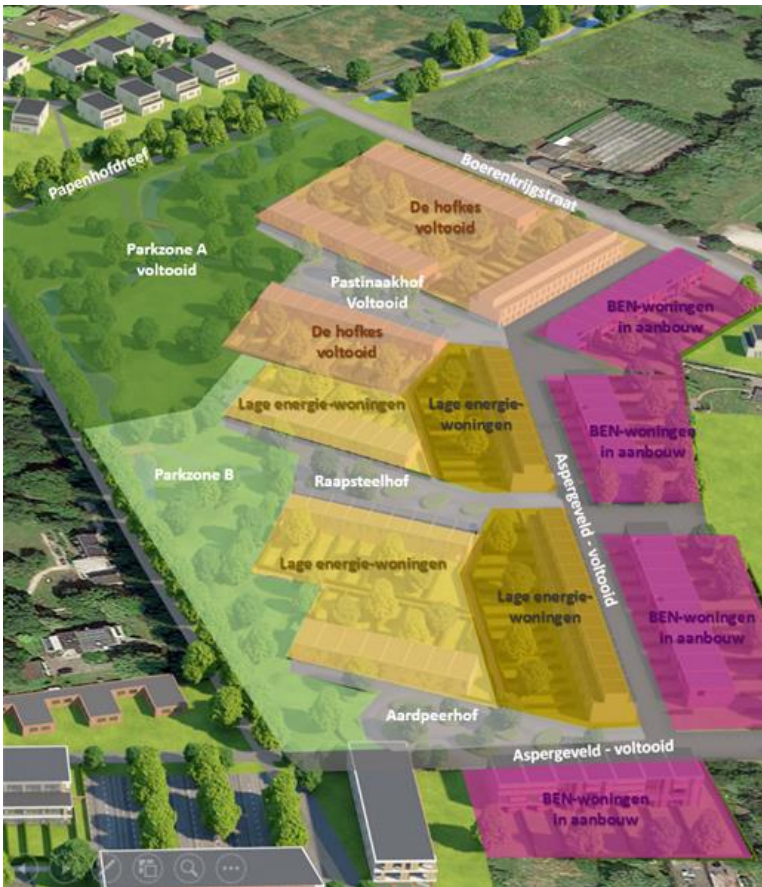 Boerenkrijgstraat
Papenhofdreef
De hofkes
voltooid
Parkzone A
voltooid
Pastinaakhof
Voltooid
BEN-woningen
in aanbouw
De hofkes
voltooid
Lage energie-woningen
Lage energie-
woningen
BEN-woningen
in aanbouw
Parkzone B
Raapsteelhof
Aspergeveld - voltooid
Lage energie-woningen
Lage energie-
woningen
BEN-woningen
in aanbouw
Aardpeerhof
Aspergeveld - voltooid
BEN-woningen
in aanbouw